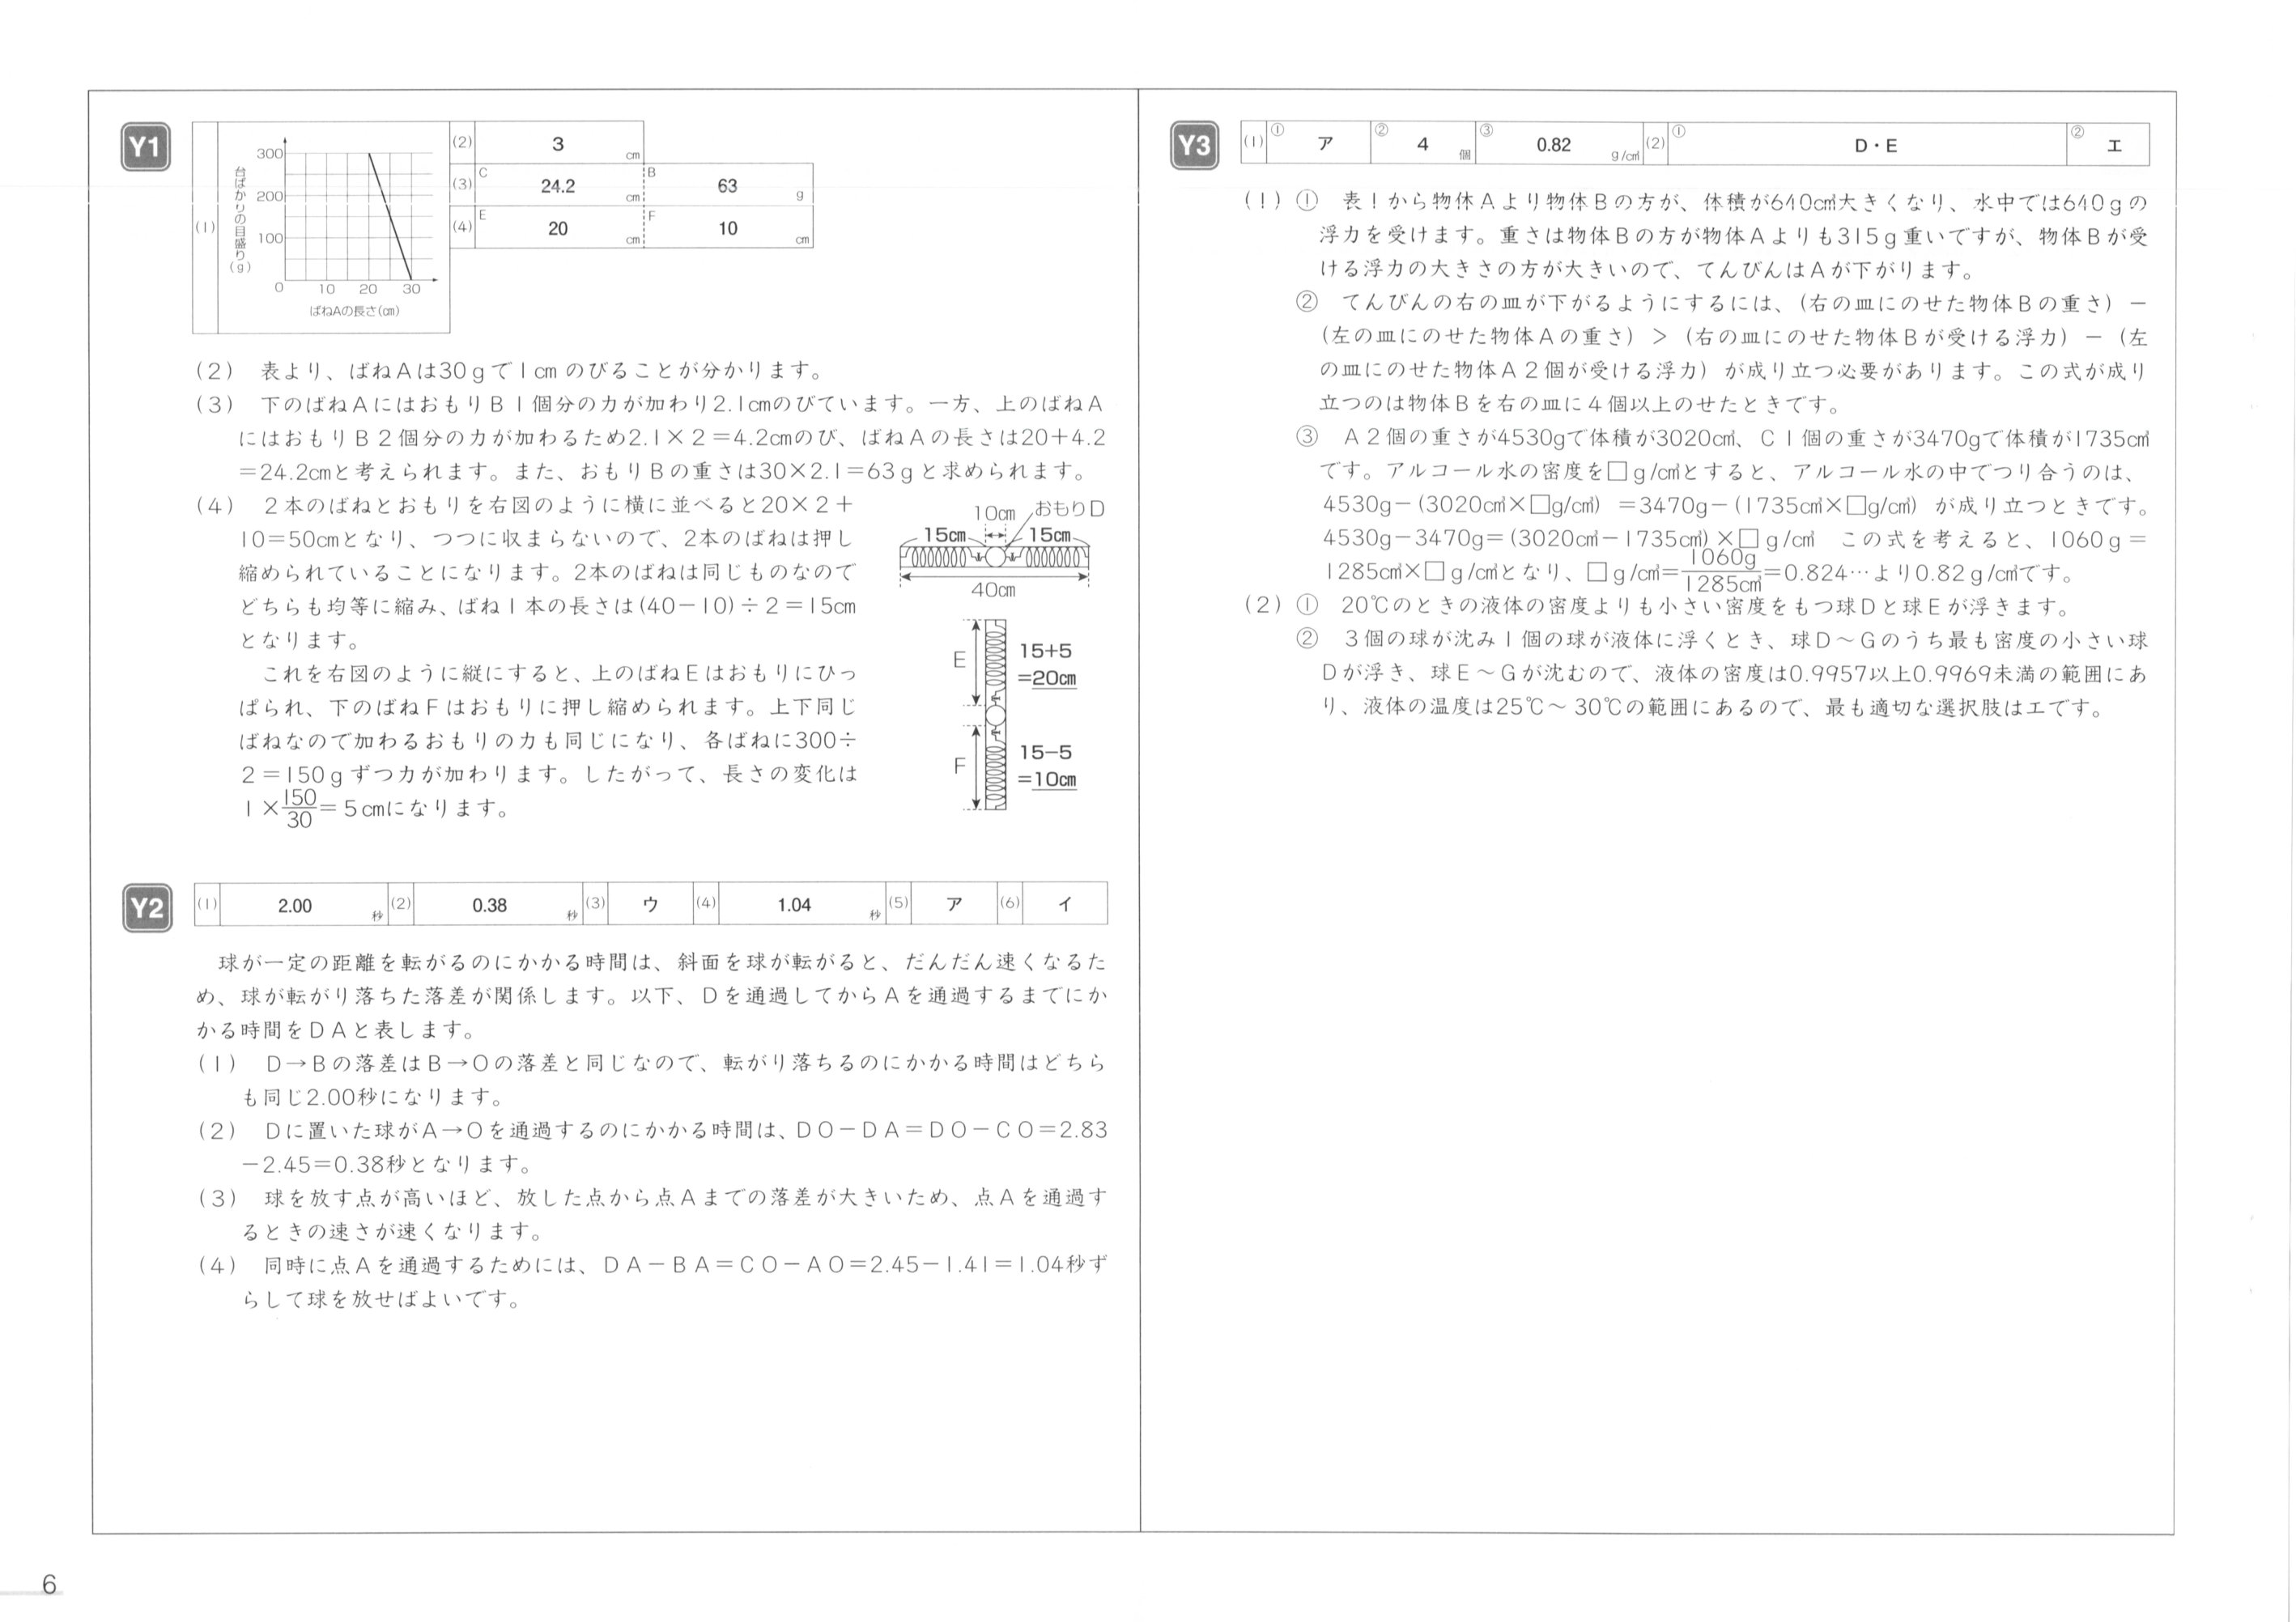 Y1
(1)
台ばかりの目盛り(g)
300
200
100
0
10
20
30
ばねAの長さ(cm)
(2) 3 cm
(3) C 24.2 cm B 63 g
(4) E 20 cm F 10 cm
(2) 表より、ばねAは30gで1cmのびることが分かります。
(3) 下のばねAにはおもりB1個分の力が加わり2.1cmのびています。一方、上のばねA
にはおもりB2個分の力が加わるため2.1×2=4.2cmのび、ばねAの長さは20+4.2
=24.2cmと考えられます。また、おもりBの重さは30×2.1=63gと求められます。
(4) 2本のばねとおもりを右図のように横に並べると20×2+
10=50cmとなり、つつに収まらないので、2本のばねは押し
縮められていることになります。2本のばねは同じものなので
どちらも均等に縮み、ばね1本の長さは(40-10)÷2=15cm
となります。
これを右図のように縦にすると、上のばねEはおもりにひっ
ぱられ、下のばねFはおもりに押し縮められます。上下同じ
ばねなので加わるおもりの力も同じになり、各ばねに300÷
2=150gずつ力が加わります。したがって、長さの変化は
1×150/30=5cmになります。
10cm おもりD
15cm 15cm
40cm
E 15+5
=20cm
F 15-5
=10cm
Y2
(1) 2.00 秒 (2) 0.38 秒 (3) ウ (4) 1.04 秒 (5) ア (6) イ
球が一定の距離を転がるのにかかる時間は、斜面を球が転がると、だんだん速くなるた
め、球が転がり落ちた落差が関係します。以下、Dを通過してからAを通過するまでにか
かる時間をDAと表します。
(1) D→Bの落差はB→Oの落差と同じなので、転がり落ちるのにかかる時間はどちら
も同じ2.00秒になります。
(2) Dに置いた球がA→Oを通過するのにかかる時間は、DO-DA=DO-CO=2.83
-2.45=0.38秒となります。
(3) 球を放す点が高いほど、放した点から点Aまでの落差が大きいため、点Aを通過す
るときの速さが速くなります。
(4) 同時に点Aを通過するためには、DA-BA=CO-AO=2.45-1.41=1.04秒ず
らして球を放せばよいです。
Y3
(1) ① ア ② 4 個 ③ 0.82 g/cm³ (2) ① D・E ② エ
(1) ① 表1から物体Aより物体Bの方が、体積が640cm³大きくなり、水中では640gの
浮力を受けます。重さは物体Bの方が物体Aよりも315g重いですが、物体Bが受
ける浮力の大きさの方が大きいので、てんびんはAが下がります。
② てんびんの右の皿が下がるようにするには、(右の皿にのせた物体Bの重さ)-
(左の皿にのせた物体Aの重さ)>(右の皿にのせた物体Bが受ける浮力)-(左
の皿にのせた物体A2個が受ける浮力)が成り立つ必要があります。この式が成り
立つのは物体Bを右の皿に4個以上のせたときです。
③ A2個の重さが4530gで体積が3020cm³、C1個の重さが3470gで体積が1735cm³
です。アルコール水の密度を□g/cm³とすると、アルコール水の中でつり合うのは、
4530g-(3020cm³×□g/cm³)=3470g-(1735cm³×□g/cm³)が成り立つときです。
4530g-3470g=(3020cm³-1735cm³)×□g/cm³ この式を考えると、1060g=
1285cm³×□g/cm³となり、□g/cm³=1060g/1285cm³=0.824…より0.82g/cm³です。
(2) ① 20℃のときの液体の密度よりも小さい密度をもつ球Dと球Eが浮きます。
② 3個の球が沈み1個の球が液体に浮くとき、球D~Gのうち最も密度の小さい球
Dが浮き、球E~Gが沈むので、液体の密度は0.9957以上0.9969未満の範囲にあ
り、液体の温度は25℃~30℃の範囲にあるので、最も適切な選択肢はエです。
6